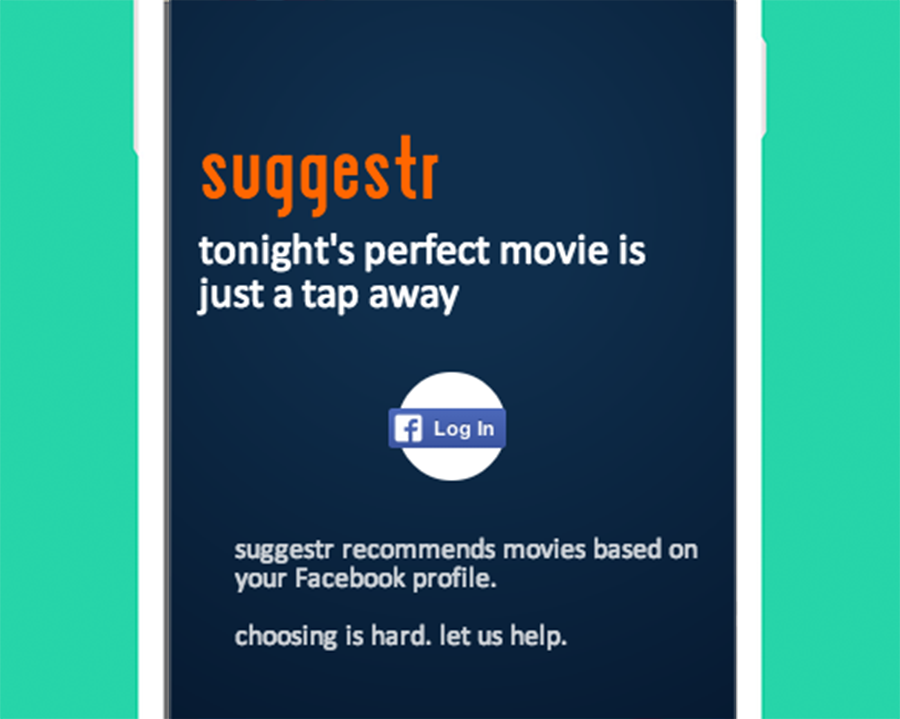 suggestr
tonight's perfect movie is
just a tap away
f Log In
suggestr recommends movies based on
your Facebook profile.
choosing is hard. let us help.